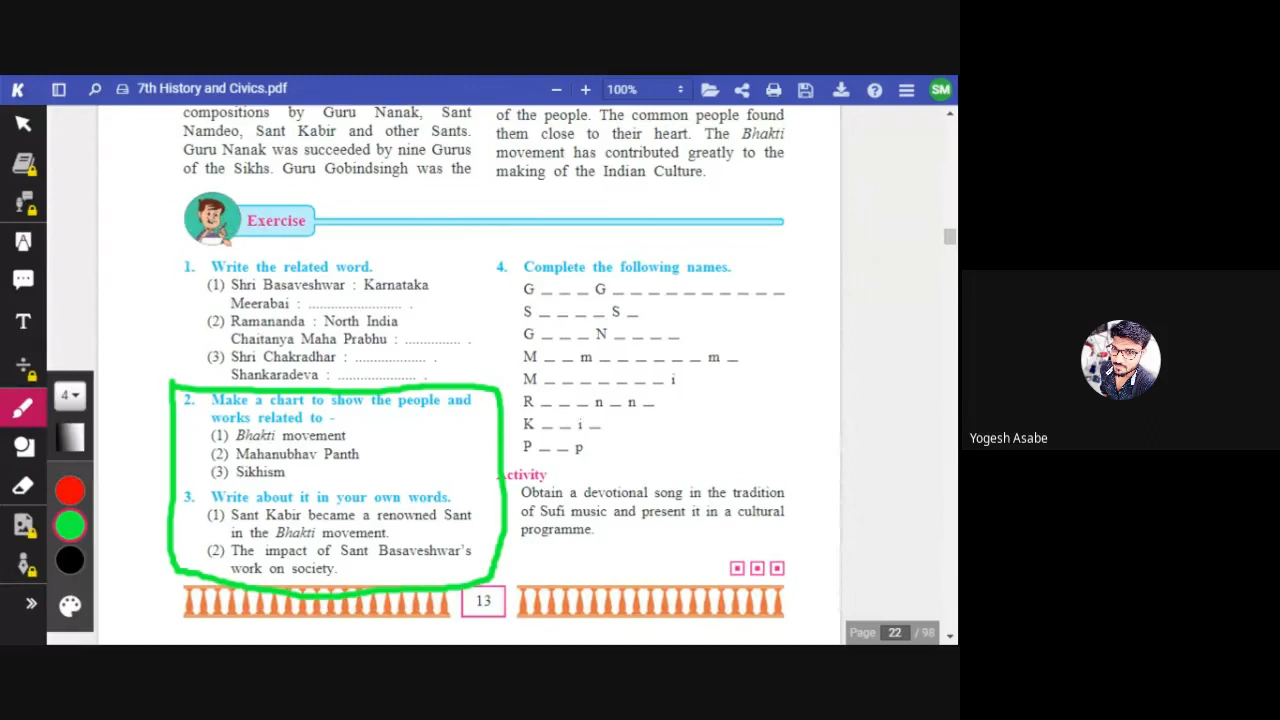 K
7th History and Civics.pdf
100%
SM
compositions by Guru Nanak, Sant
Namdeo, Sant Kabir and other Sants.
Guru Nanak was succeeded by nine Gurus
of the Sikhs. Guru Gobindsingh was the
of the people. The common people found
them close to their heart. The Bhakti
movement has contributed greatly to the
making of the Indian Culture.
Exercise
1. Write the related word.
(1) Shri Basaveshwar : Karnataka
Meerabai : ........................ .
(2) Ramananda : North India
Chaitanya Maha Prabhu : .............. .
(3) Shri Chakradhar : .................. .
Shankaradeva : .................... .
2. Make a chart to show the people and
works related to -
(1) Bhakti movement
(2) Mahanubhav Panth
(3) Sikhism
3. Write about it in your own words.
(1) Sant Kabir became a renowned Sant
in the Bhakti movement.
(2) The impact of Sant Basaveshwar's
work on society.
4. Complete the following names.
G _ _ _ G _ _ _ _ _ _ _ _ _ _
S _ _ _ _ S _
G _ _ _ N _ _ _ _
M _ _ m _ _ _ _ _ _ m _
M _ _ _ _ _ _ _ i
R _ _ _ n _ n _
K _ _ i _
P _ _ p
Activity
Obtain a devotional song in the tradition
of Sufi music and present it in a cultural
programme.
13
Page 22 / 98
4
T
A
Yogesh Asabe